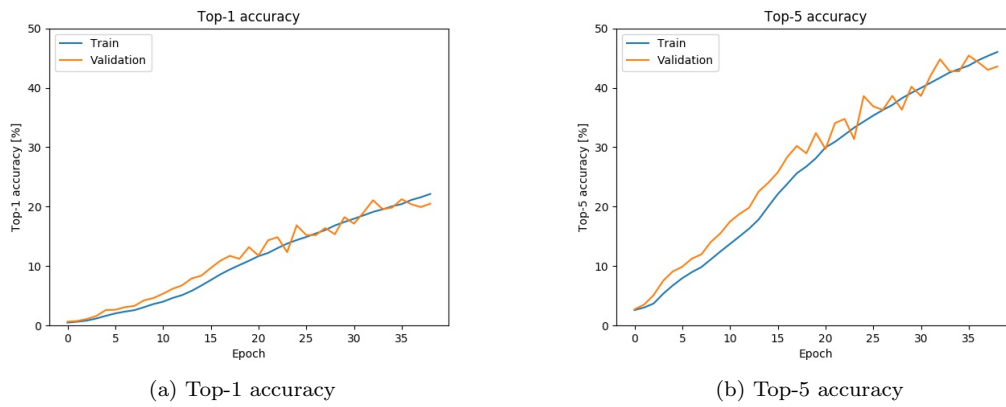 Top-1 accuracy
Top-1 accuracy [%]
50
40
30
20
10
0
Train
Validation
0 5 10 15 20 25 30 35
Epoch
(a) Top-1 accuracy
Top-5 accuracy
Top-5 accuracy [%]
50
40
30
20
10
0
Train
Validation
0 5 10 15 20 25 30 35
Epoch
(b) Top-5 accuracy